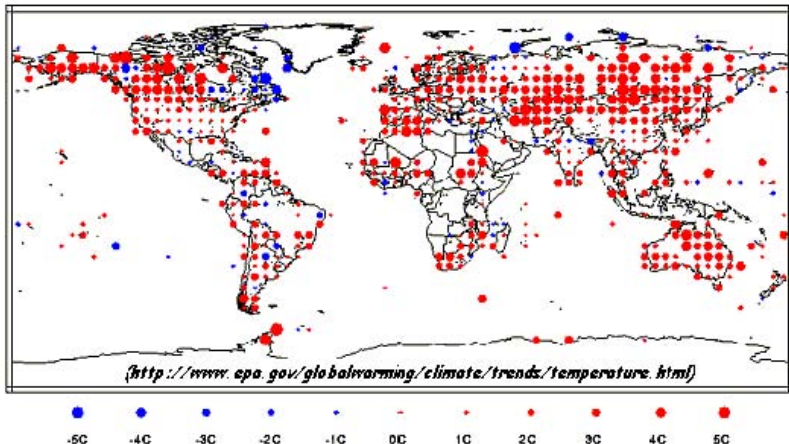 (http://www.epa.gov/globalwarming/climate/trends/temperature.html)
-5C -4C -3C -2C -1C 0C 1C 2C 3C 4C 5C